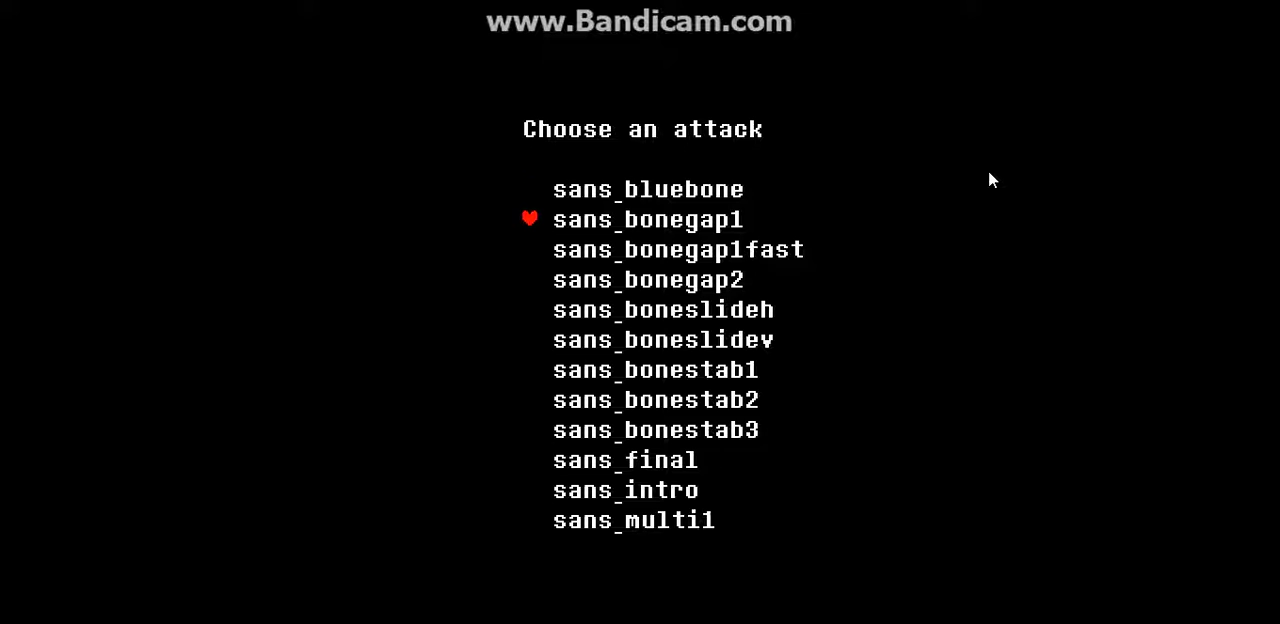 www.Bandicam.com
Choose an attack
sans_bluebone
sans_bonegap1
sans_bonegap1fast
sans_bonegap2
sans_boneslideh
sans_boneslidev
sans_bonestab1
sans_bonestab2
sans_bonestab3
sans_final
sans_intro
sans_multi1